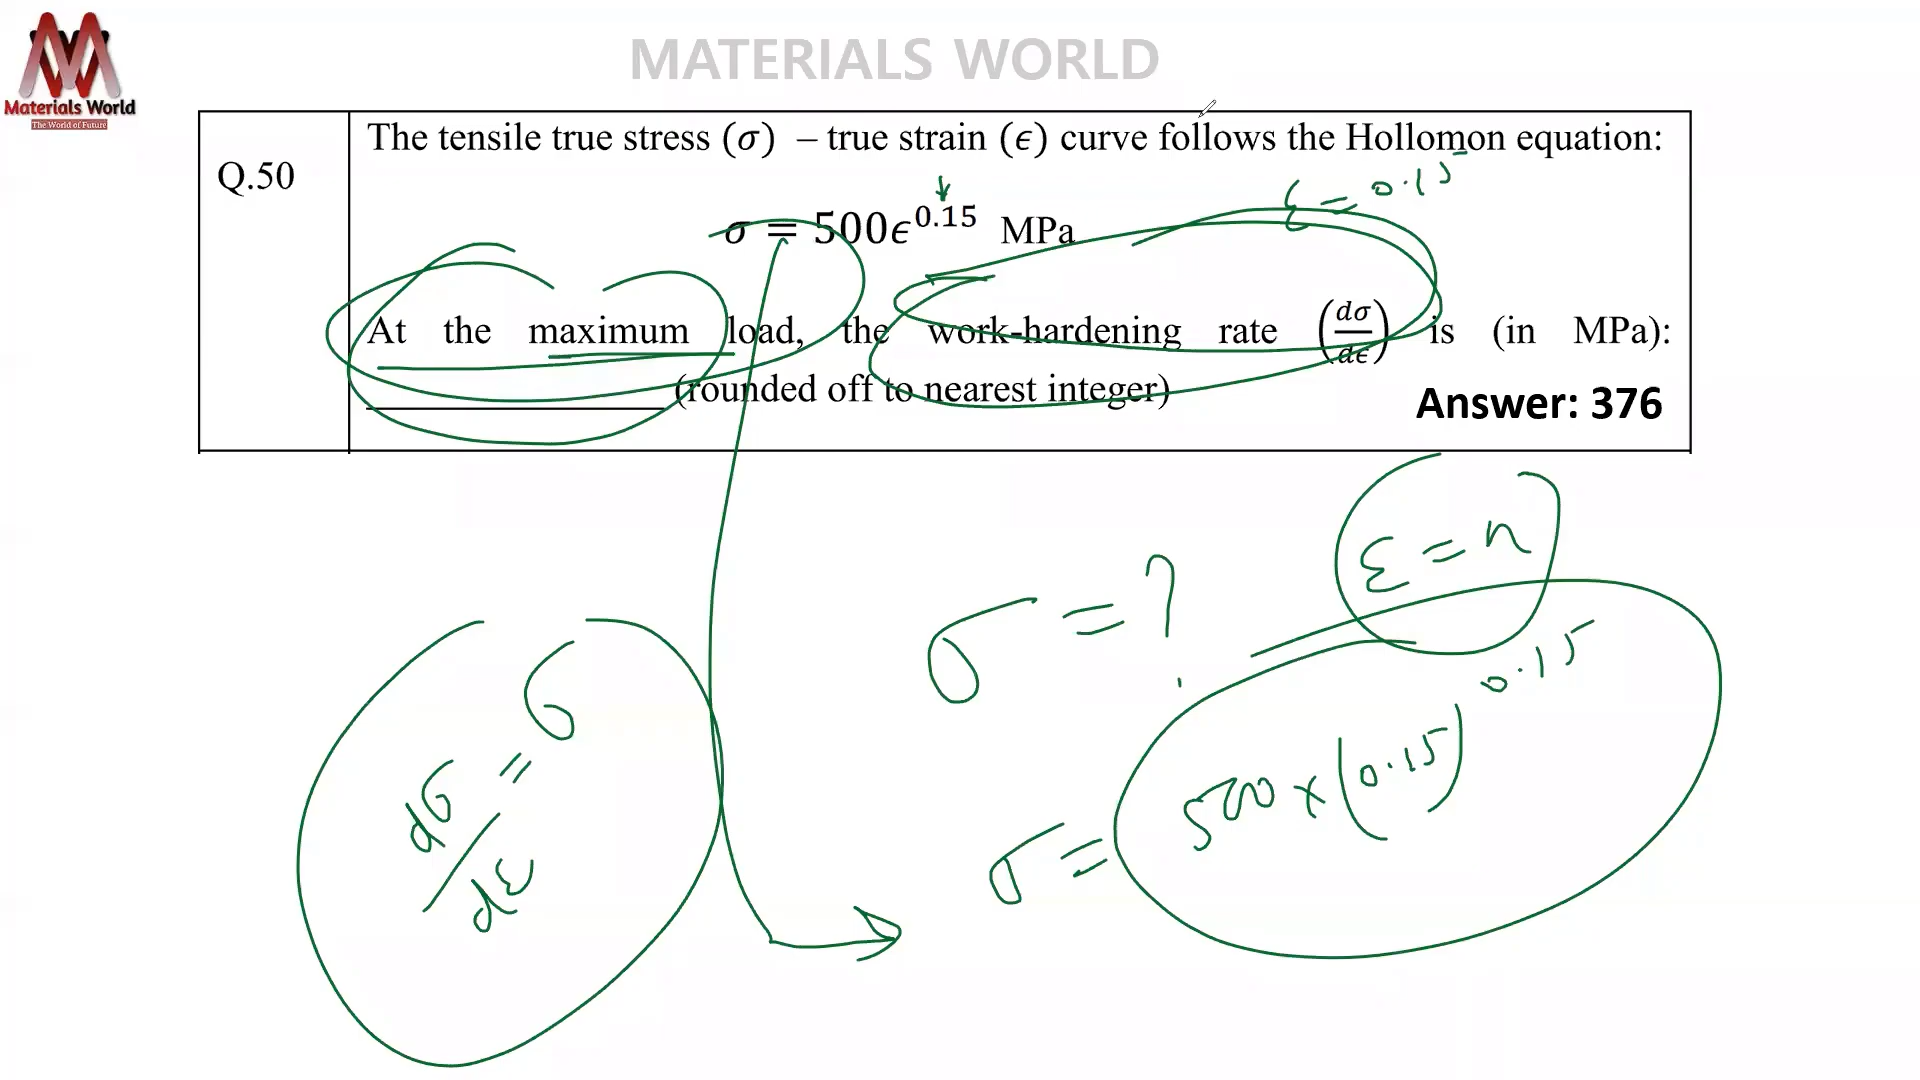 MATERIALS WORLD
Materials World
The World of Future
Q.50
The tensile true stress (σ) – true strain (ϵ) curve follows the Hollomon equation:
ε = 0.15
σ = 500ϵ^0.15 MPa
At the maximum load, the work-hardening rate (dσ/dϵ) is (in MPa):
____________ (rounded off to nearest integer)
Answer: 376
ε = n
σ = ?
dσ/dε = σ
σ = 500 × (0.15)^0.15